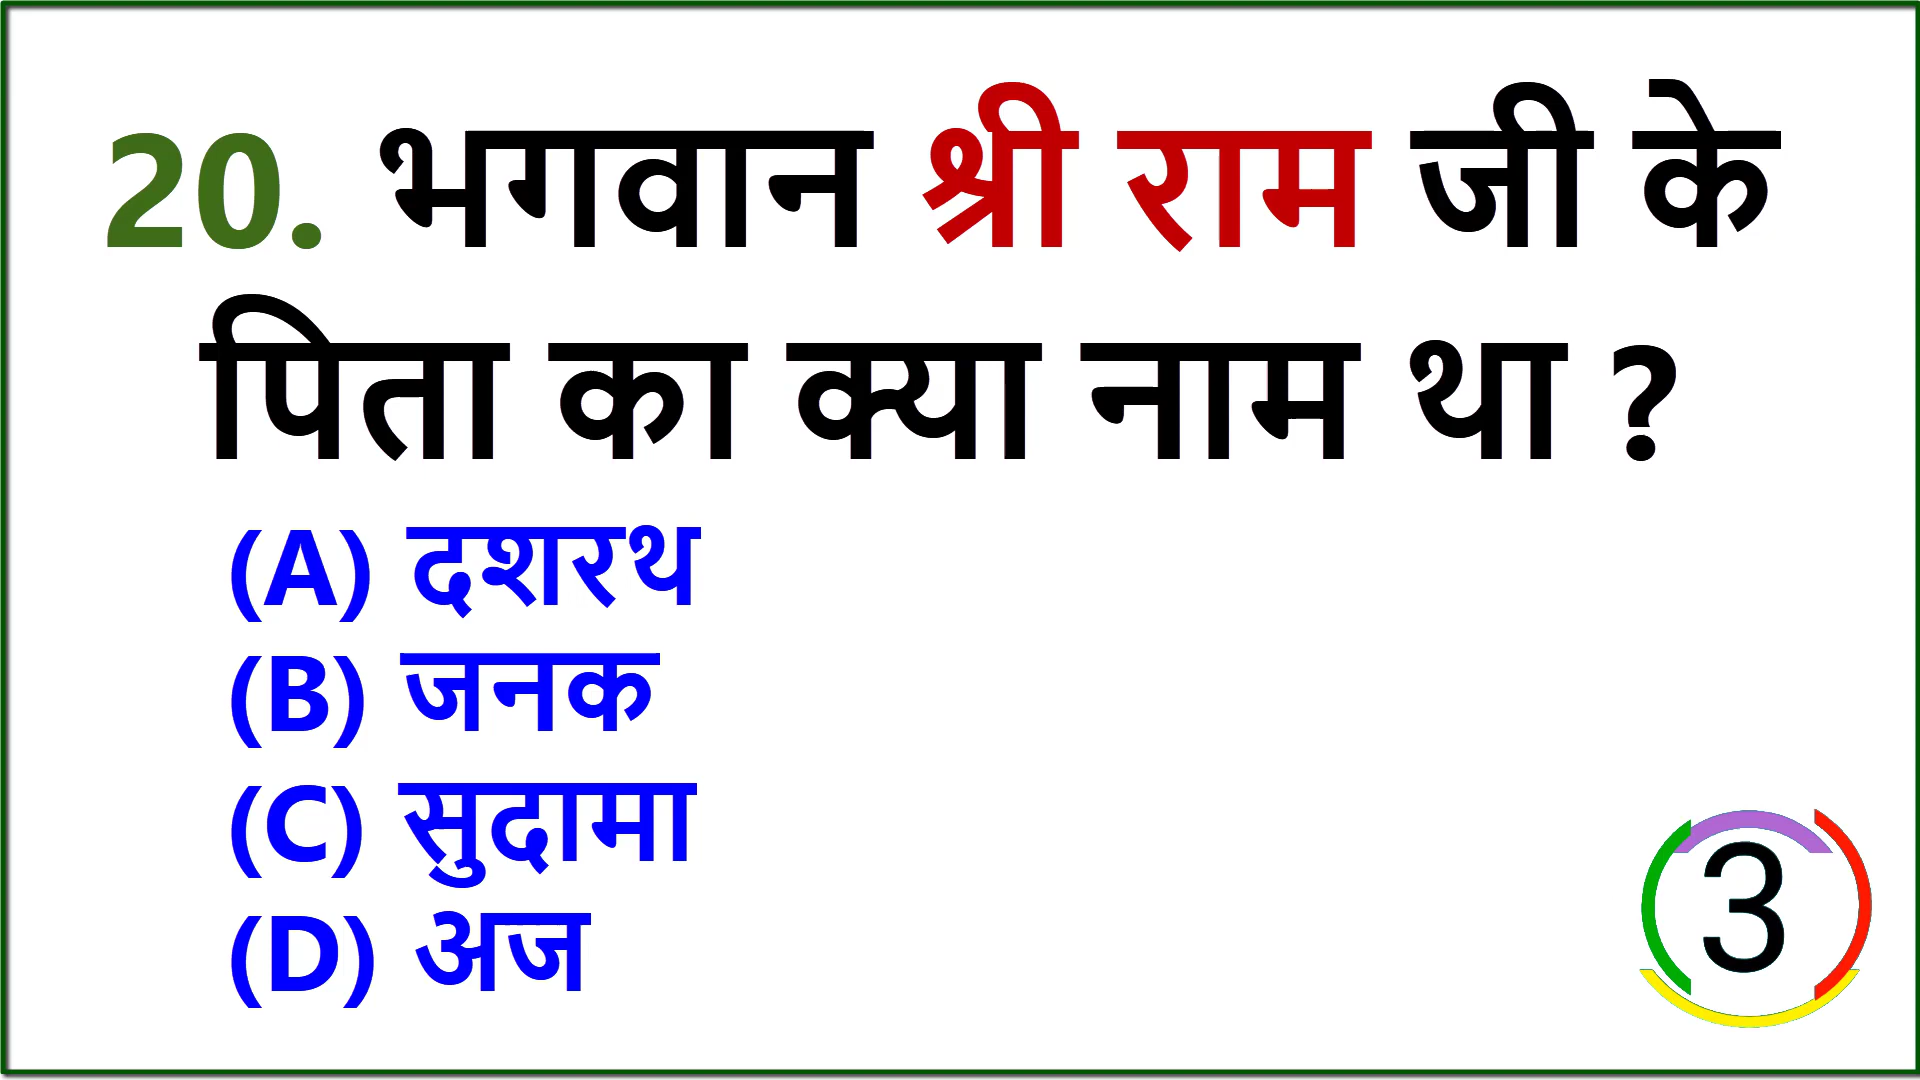 20. भगवान श्री राम जी के
पिता का क्या नाम था ?
(A) दशरथ
(B) जनक
(C) सुदामा
(D) अज
3